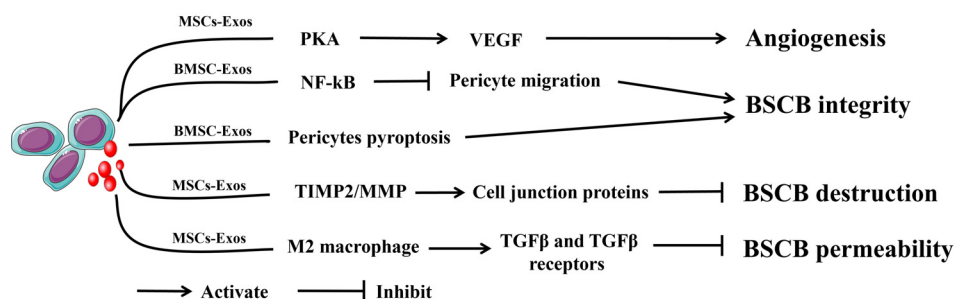 MSCs-Exos
PKA
VEGF
Angiogenesis
BMSC-Exos
NF-kB
Pericyte migration
BSCB integrity
BMSC-Exos
Pericytes pyroptosis
MSCs-Exos
TIMP2/MMP
Cell junction proteins
BSCB destruction
MSCs-Exos
M2 macrophage
TGFβ and TGFβ
receptors
BSCB permeability
Activate
Inhibit